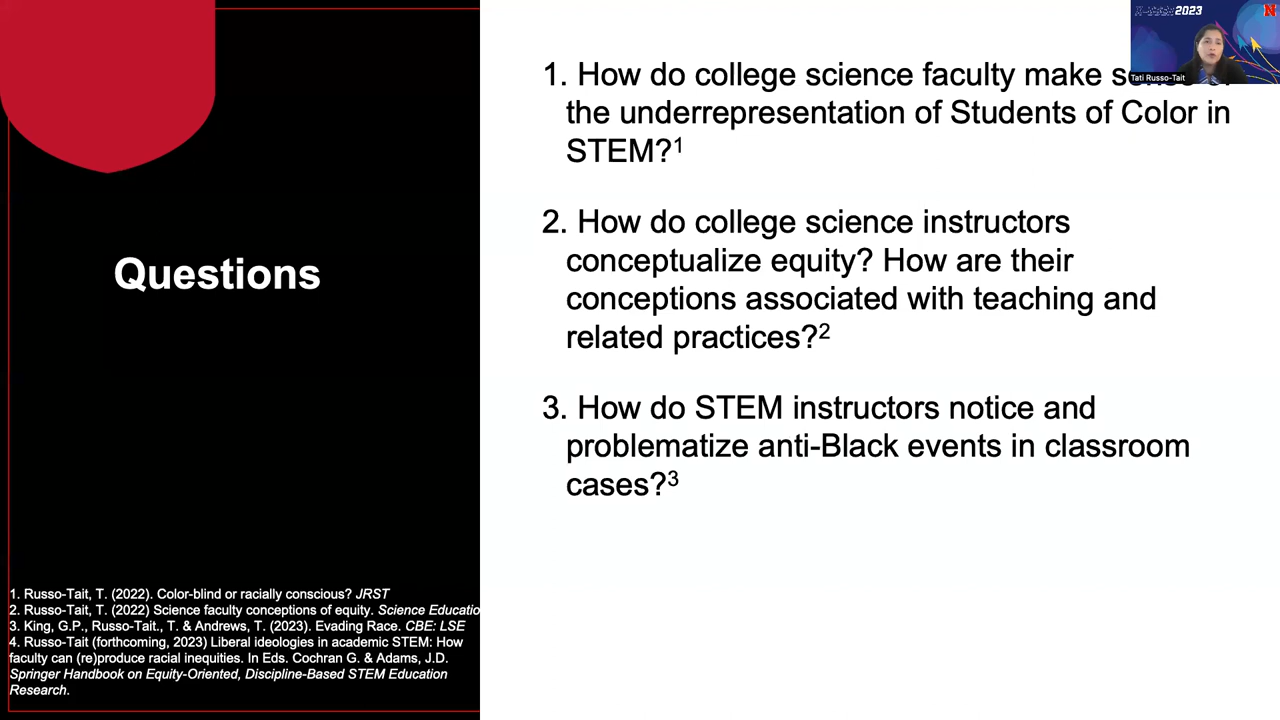 2023
N
Tati Russo-Tait
1. How do college science faculty make
the underrepresentation of Students of Color in
STEM?¹
2. How do college science instructors
conceptualize equity? How are their
conceptions associated with teaching and
related practices?²
3. How do STEM instructors notice and
problematize anti-Black events in classroom
cases?³
Questions
1. Russo-Tait, T. (2022). Color-blind or racially conscious? JRST
2. Russo-Tait, T. (2022) Science faculty conceptions of equity. Science Educatio
3. King, G.P., Russo-Tait., T. & Andrews, T. (2023). Evading Race. CBE: LSE
4. Russo-Tait (forthcoming, 2023) Liberal ideologies in academic STEM: How
faculty can (re)produce racial inequities. In Eds. Cochran G. & Adams, J.D.
Springer Handbook on Equity-Oriented, Discipline-Based STEM Education
Research.